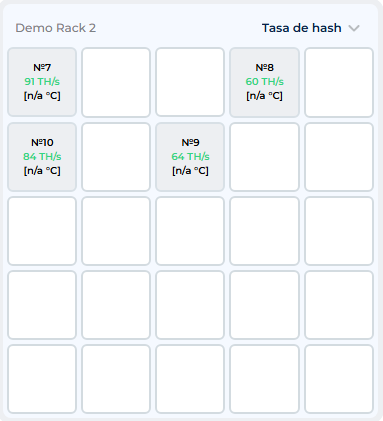 Demo Rack 2
Tasa de hash
№7
91 TH/s
[n/a °C]
№8
60 TH/s
[n/a °C]
№10
84 TH/s
[n/a °C]
№9
64 TH/s
[n/a °C]